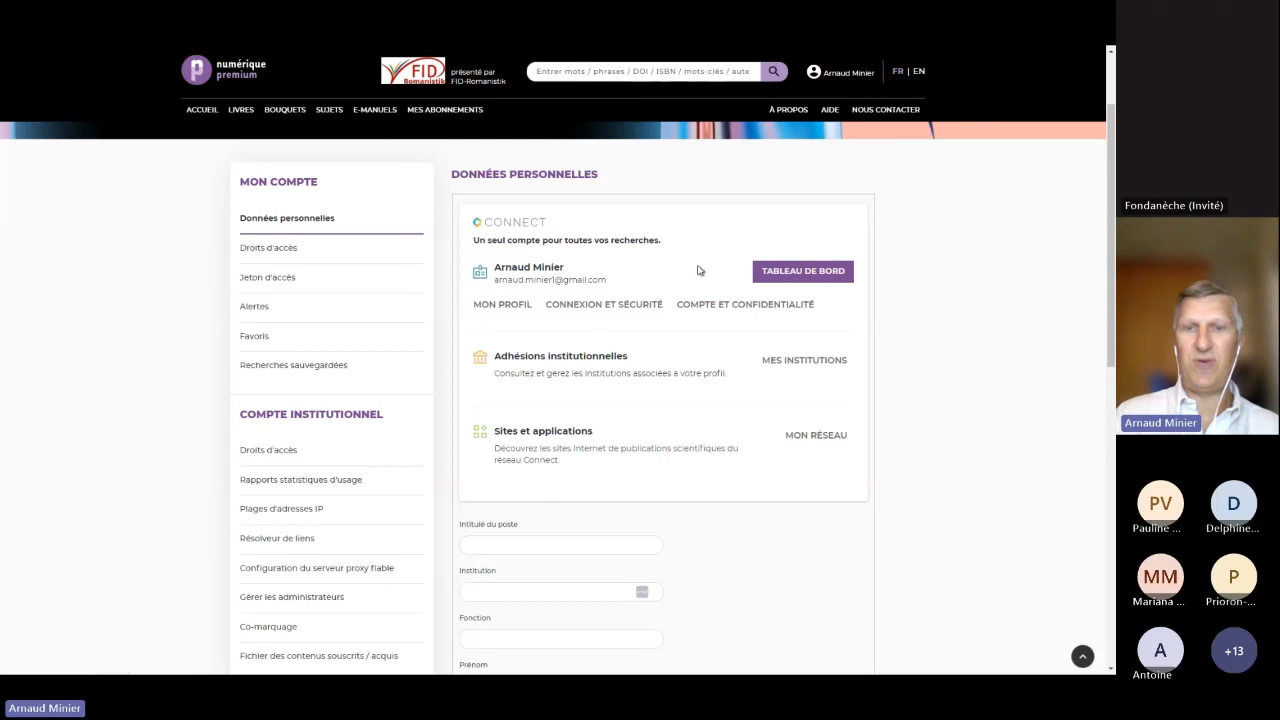 numérique
premium
FID
Romanistik
présenté par
FID-Romanistik
Entrer mots / phrases / DOI / ISBN / mots-clés / aute
Arnaud Minier
FR | EN
ACCUEIL LIVRES BOUQUETS SUJETS E-MANUELS MES ABONNEMENTS
À PROPOS AIDE NOUS CONTACTER
MON COMPTE
Données personnelles
Droits d'accès
Jeton d'accès
Alertes
Favoris
Recherches sauvegardées
COMPTE INSTITUTIONNEL
Droits d'accès
Rapports statistiques d'usage
Plages d'adresses IP
Résolveur de liens
Configuration du serveur proxy fiable
Gérer les administrateurs
Co-marquage
Fichier des contenus souscrits / acquis
DONNÉES PERSONNELLES
CONNECT
Un seul compte pour toutes vos recherches.
Arnaud Minier
arnaud.minier1@gmail.com
TABLEAU DE BORD
MON PROFIL CONNEXION ET SÉCURITÉ COMPTE ET CONFIDENTIALITÉ
Adhésions institutionnelles
Consultez et gérez les institutions associées à votre profil.
MES INSTITUTIONS
Sites et applications
Découvrez les sites Internet de publications scientifiques du
réseau Connect.
MON RÉSEAU
Intitulé du poste
Institution
Fonction
Prénom
Fondanèche (Invité)
Arnaud Minier
PV
Pauline ...
D
Delphine...
MM
Mariana ...
P
Prioron-...
A
Antoine
+13
Arnaud Minier